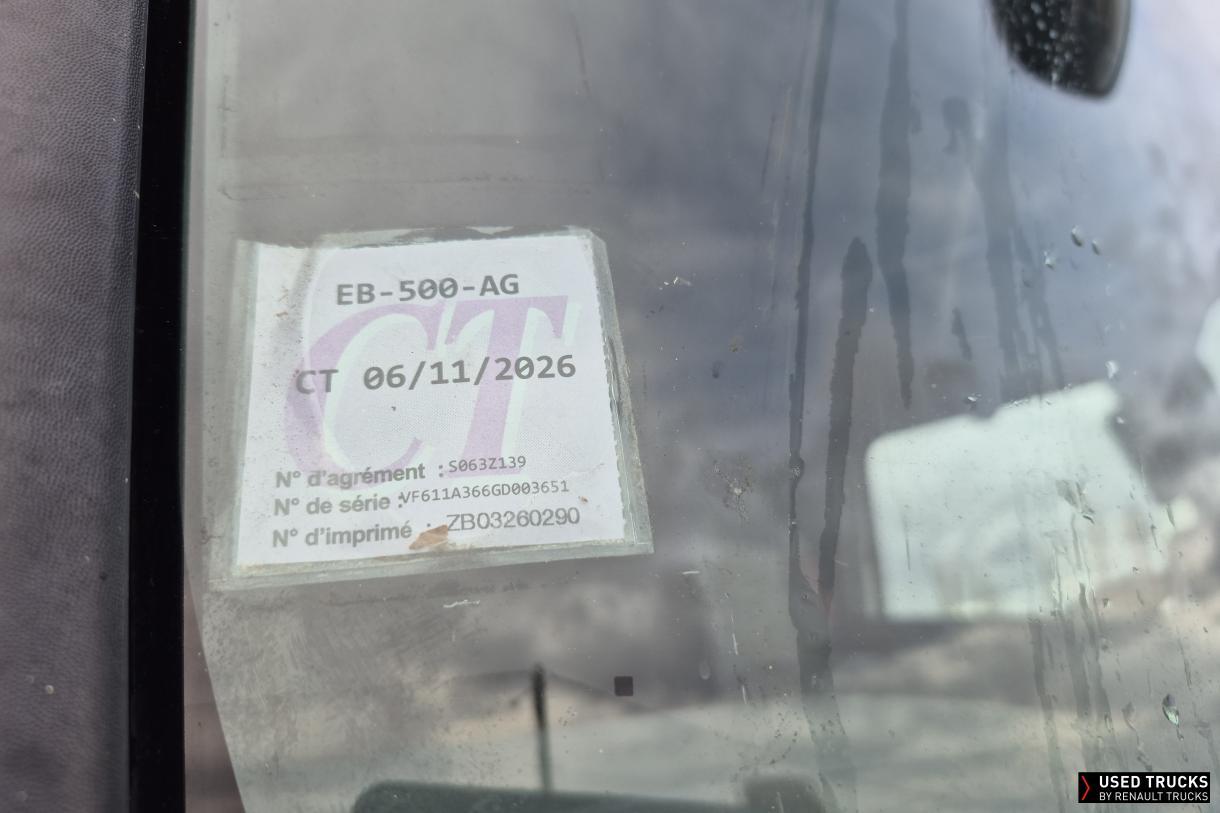 EB-500-AG
CT
CT 06/11/2026
N° d'agrément : S063Z139
N° de série : VF611A366GD003651
N° d'imprimé : ZB03260290
USED TRUCKS
BY RENAULT TRUCKS